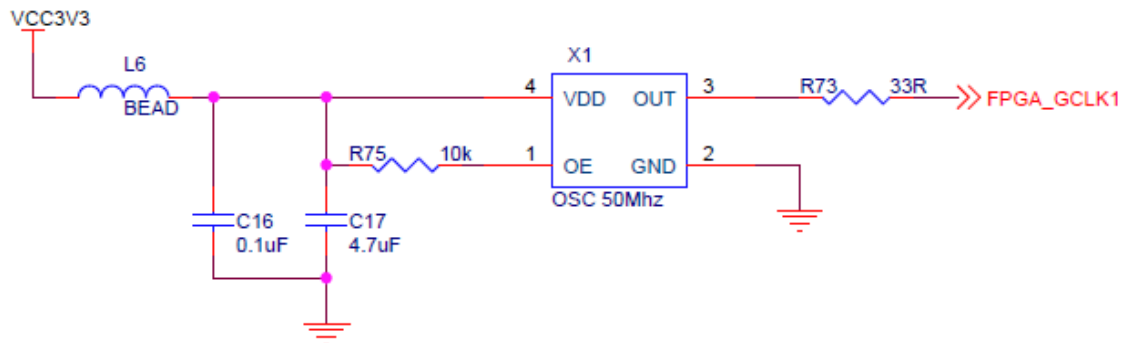 VCC3V3
L6
BEAD
X1
4
VDD
OUT
3
R73
33R
FPGA_GCLK1
R75
10k
1
OE
GND
2
OSC 50Mhz
C16
0.1uF
C17
4.7uF